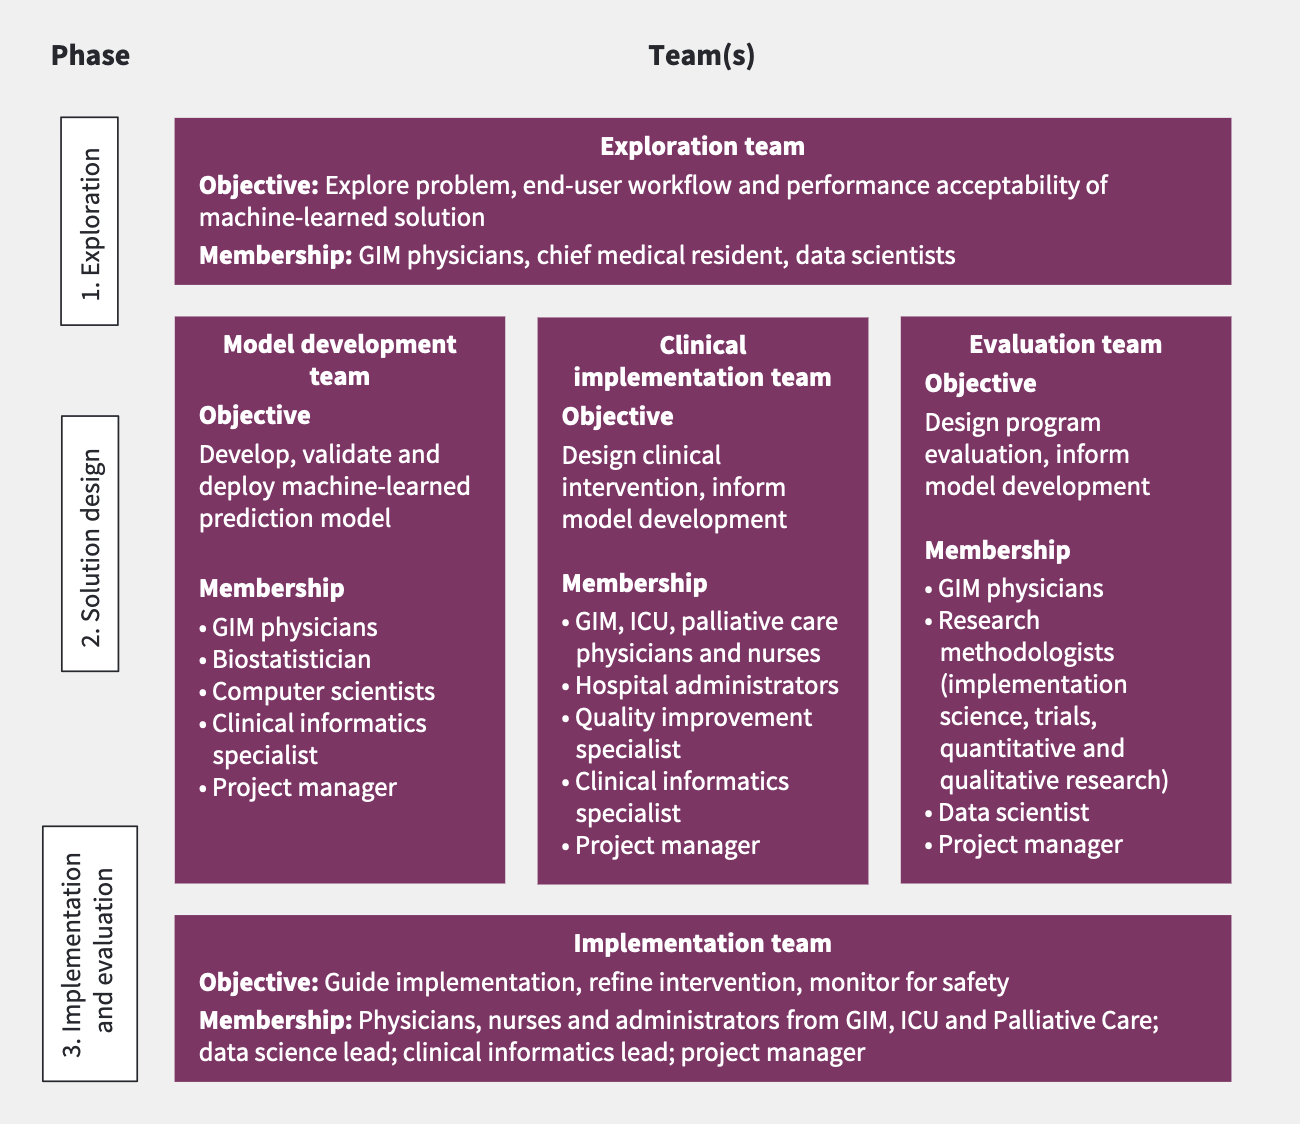 Phase
Team(s)
1. Exploration
Exploration team
Objective: Explore problem, end-user workflow and performance acceptability of
machine-learned solution
Membership: GIM physicians, chief medical resident, data scientists
2. Solution design
Model development
team
Objective
Develop, validate and
deploy machine-learned
prediction model
Membership
• GIM physicians
• Biostatistician
• Computer scientists
• Clinical informatics
specialist
• Project manager
Clinical
implementation team
Objective
Design clinical
intervention, inform
model development
Membership
• GIM, ICU, palliative care
physicians and nurses
• Hospital administrators
• Quality improvement
specialist
• Clinical informatics
specialist
• Project manager
Evaluation team
Objective
Design program
evaluation, inform
model development
Membership
• GIM physicians
• Research
methodologists
(implementation
science, trials,
quantitative and
qualitative research)
• Data scientist
• Project manager
3. Implementation
and evaluation
Implementation team
Objective: Guide implementation, refine intervention, monitor for safety
Membership: Physicians, nurses and administrators from GIM, ICU and Palliative Care;
data science lead; clinical informatics lead; project manager